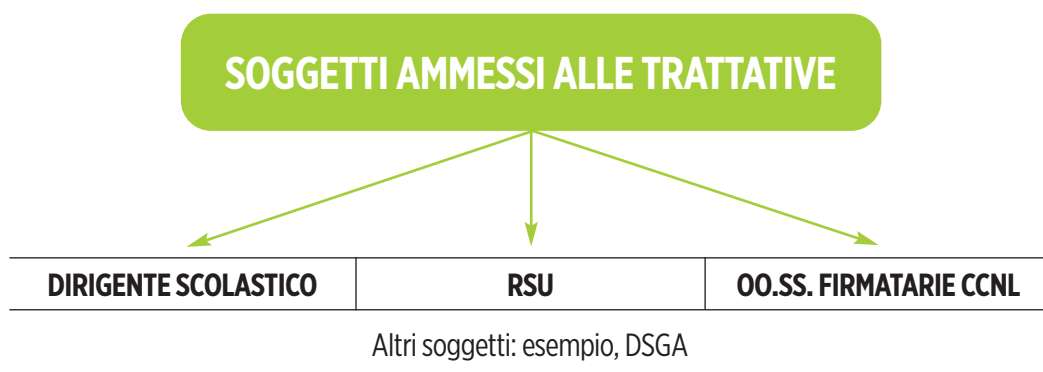 SOGGETTI AMMESSI ALLE TRATTATIVE
DIRIGENTE SCOLASTICO RSU OO.SS. FIRMATARIE CCNL
Altri soggetti: esempio, DSGA